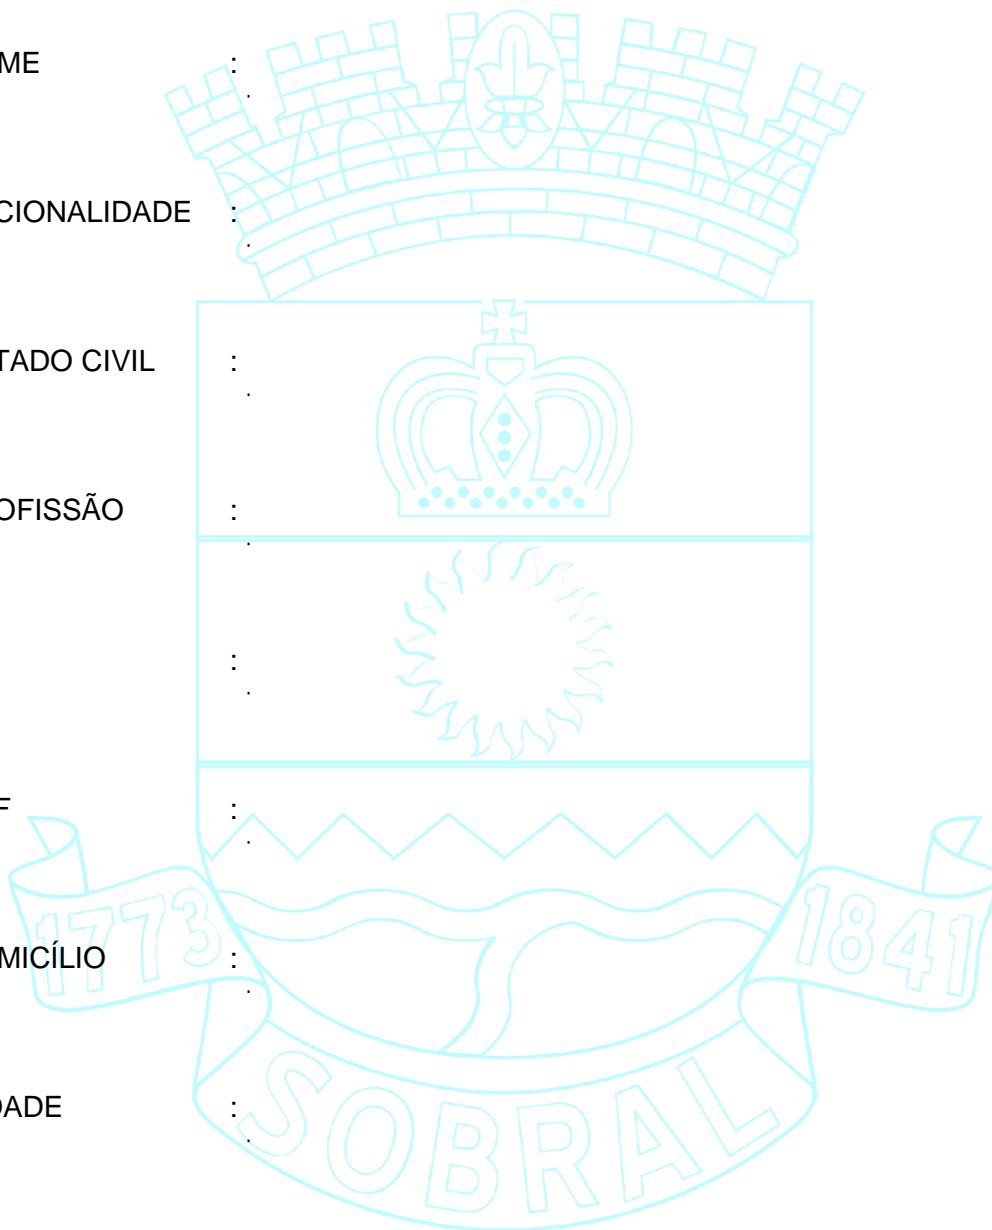 ME :
.
CIONALIDADE :
.
TADO CIVIL :
.
OFISSÃO :
.
:
.
F :
.
1773
1841
MICÍLIO :
.
DADE :
.
SOBRAL